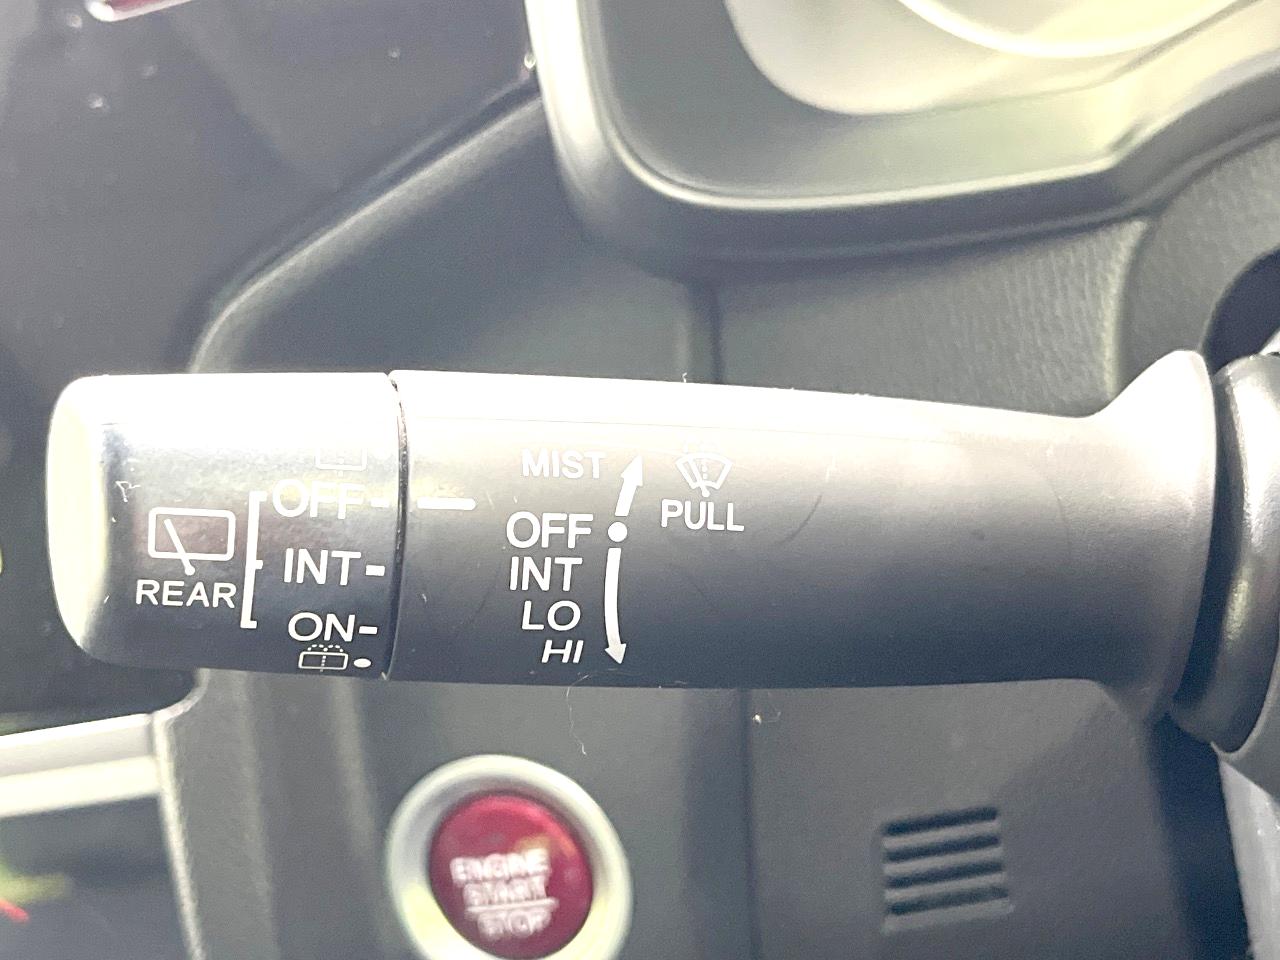 REAR
OFF
INT
ON
MIST
OFF
INT
LO
HI
PULL
ENGINE
START
STOP